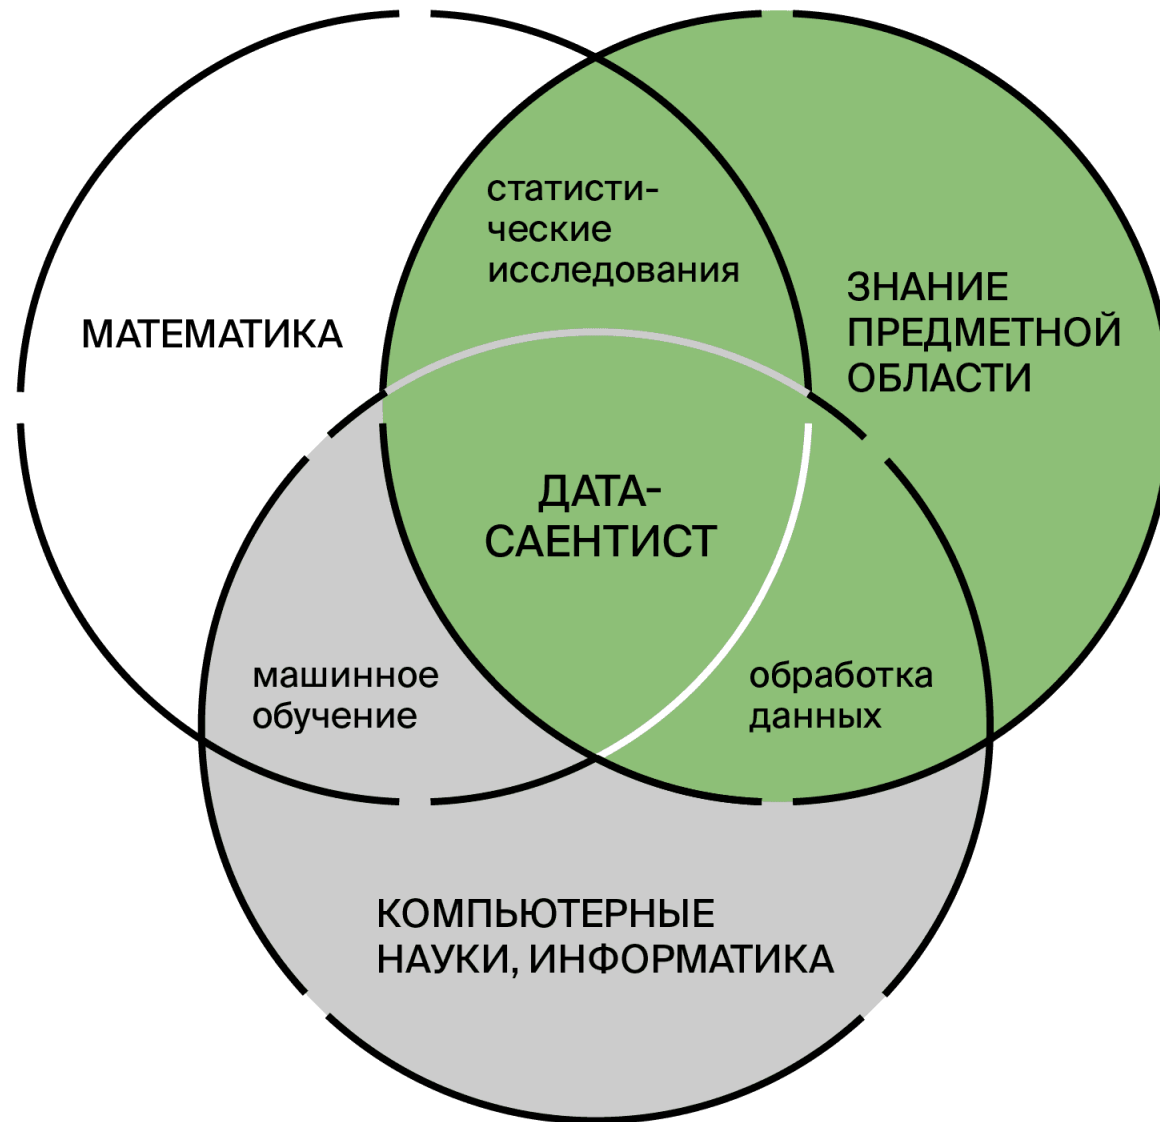 статисти-
ческие
исследования
МАТЕМАТИКА
ЗНАНИЕ
ПРЕДМЕТНОЙ
ОБЛАСТИ
ДАТА-
САЕНТИСТ
машинное
обучение
обработка
данных
КОМПЬЮТЕРНЫЕ
НАУКИ, ИНФОРМАТИКА